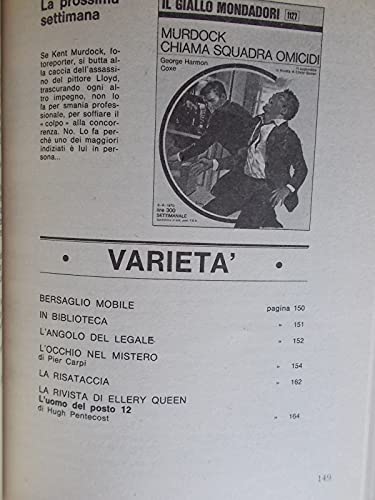 La prossima
settimana
Se Kent Murdock, fo-
toreporter, si butta al-
la caccia dell'assassi-
no del pittore Lloyd,
trascurando ogni al-
tro impegno, non lo
fa per smania profes-
sionale, per soffiare il
«colpo» alla concor-
renza. No. Lo fa per-
ché uno dei maggiori
indiziati è lui in per-
sona...
IL GIALLO MONDADORI 1127
MURDOCK
CHIAMA SQUADRA OMICIDI
George Harmon
Coxe
lire 300
SETTIMANALE
• VARIETA' •
BERSAGLIO MOBILE pagina 150
IN BIBLIOTECA » 151
L'ANGOLO DEL LEGALE » 152
L'OCCHIO NEL MISTERO
di Pier Carpi » 154
LA RISATACCIA » 162
LA RIVISTA DI ELLERY QUEEN
L'uomo del posto 12
di Hugh Pentecost » 164
149